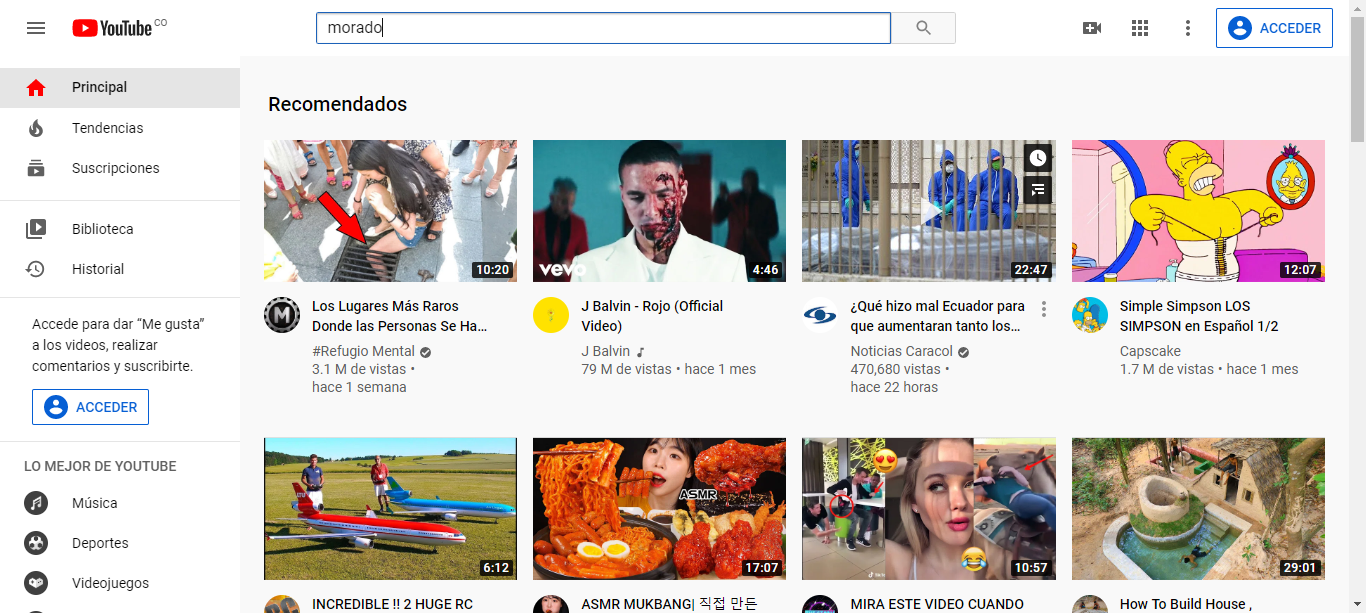 YouTube CO
morado
ACCEDER
Principal
Tendencias
Suscripciones
Biblioteca
Historial
Accede para dar “Me gusta”
a los videos, realizar
comentarios y suscribirte.
ACCEDER
LO MEJOR DE YOUTUBE
Música
Deportes
Videojuegos
Recomendados
10:20
Los Lugares Más Raros
Donde las Personas Se Ha...
#Refugio Mental
3.1 M de vistas •
hace 1 semana
vevo
4:46
J Balvin - Rojo (Official
Video)
J Balvin
79 M de vistas • hace 1 mes
22:47
¿Qué hizo mal Ecuador para
que aumentaran tanto los...
Noticias Caracol
470,680 vistas •
hace 22 horas
12:07
Simple Simpson LOS
SIMPSON en Español 1/2
Capscake
1.7 M de vistas • hace 1 mes
6:12
INCREDIBLE !! 2 HUGE RC
ASMR
17:07
ASMR MUKBANG| 직접 만든
10:57
MIRA ESTE VIDEO CUANDO
29:01
How To Build House ,